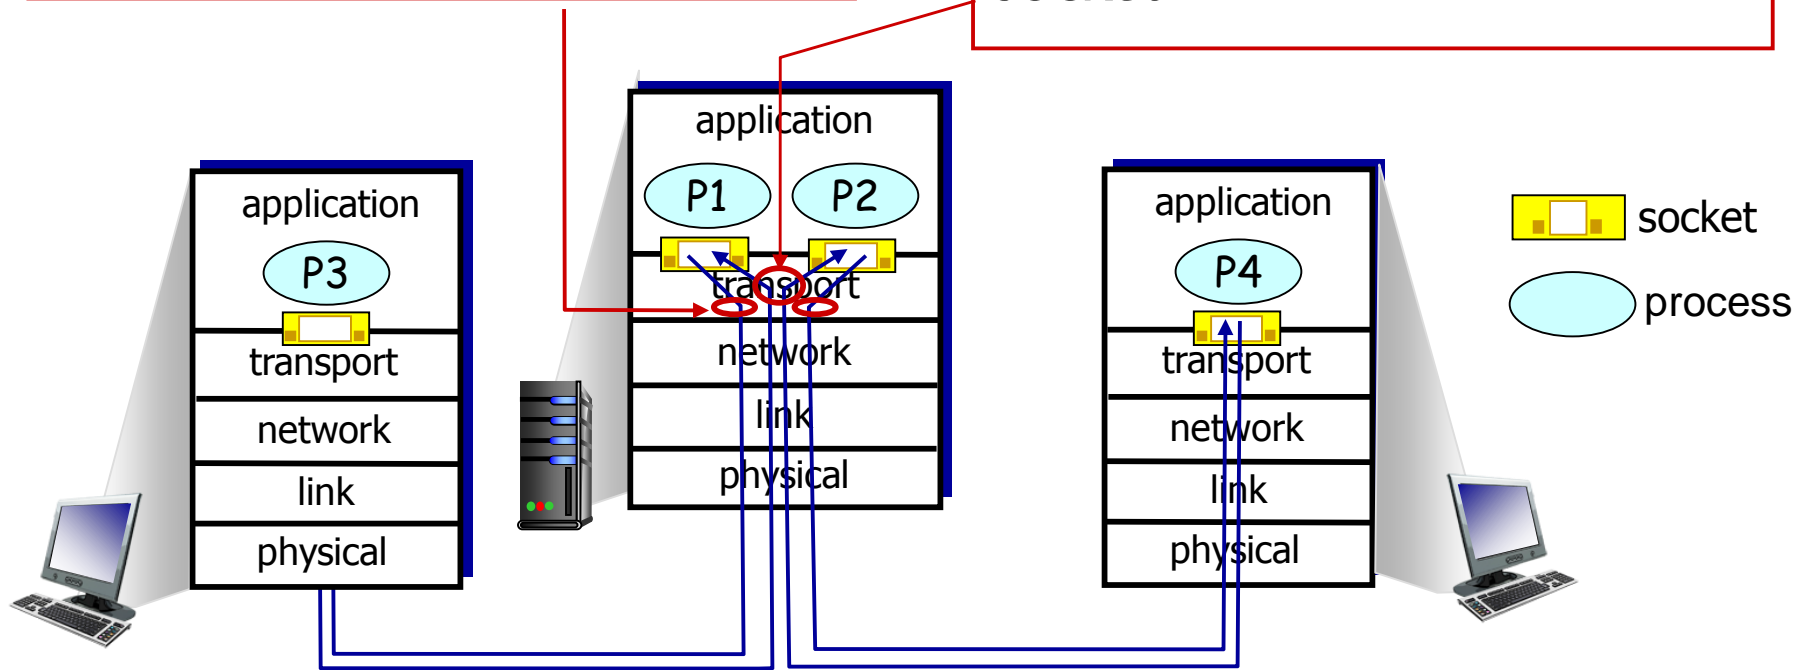 application
P1
P2
transport
network
link
physical
application
P3
transport
network
link
physical
application
P4
transport
network
link
physical
socket
process